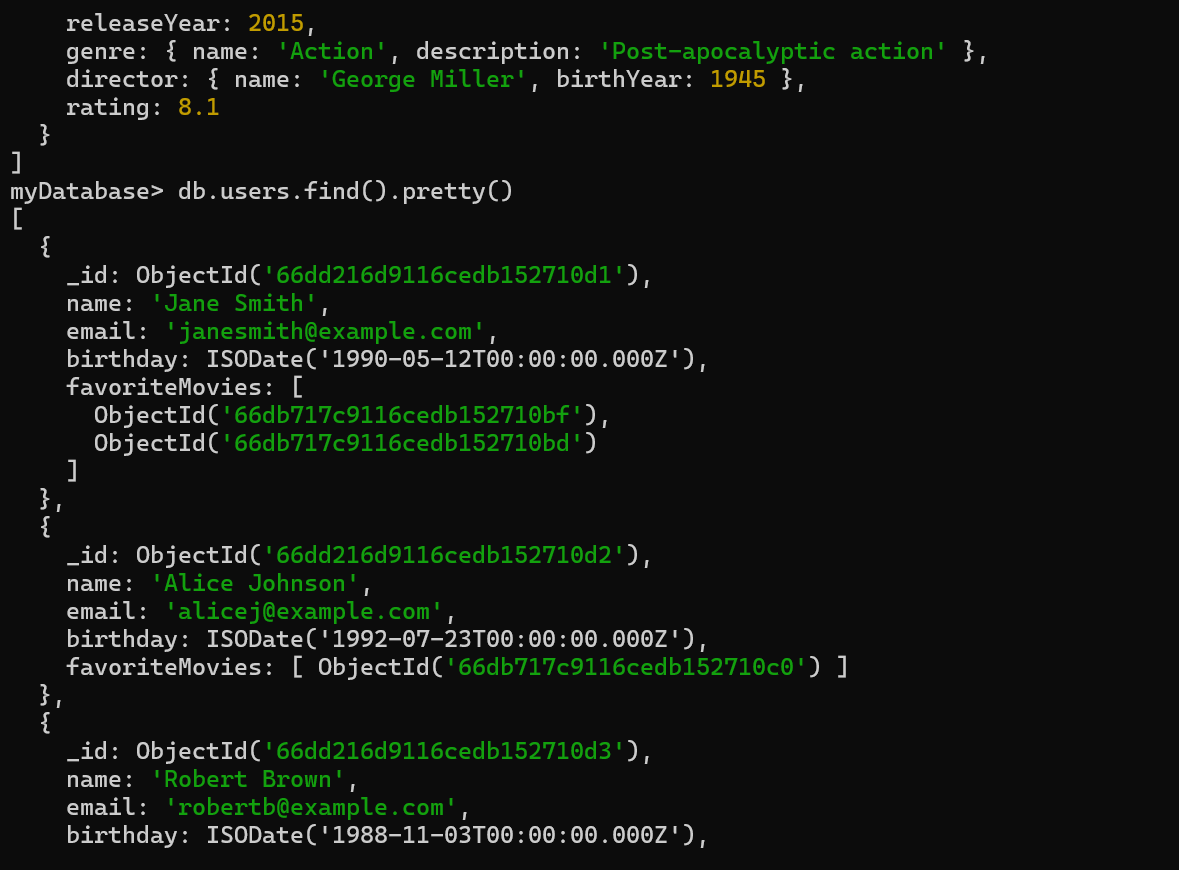 releaseYear: 2015,
genre: { name: 'Action', description: 'Post-apocalyptic action' },
director: { name: 'George Miller', birthYear: 1945 },
rating: 8.1
}
]
myDatabase> db.users.find().pretty()
[
{
_id: ObjectId('66dd216d9116cedb152710d1'),
name: 'Jane Smith',
email: 'janesmith@example.com',
birthday: ISODate('1990-05-12T00:00:00.000Z'),
favoriteMovies: [
ObjectId('66db717c9116cedb152710bf'),
ObjectId('66db717c9116cedb152710bd')
]
},
{
_id: ObjectId('66dd216d9116cedb152710d2'),
name: 'Alice Johnson',
email: 'alicej@example.com',
birthday: ISODate('1992-07-23T00:00:00.000Z'),
favoriteMovies: [ ObjectId('66db717c9116cedb152710c0') ]
},
{
_id: ObjectId('66dd216d9116cedb152710d3'),
name: 'Robert Brown',
email: 'robertb@example.com',
birthday: ISODate('1988-11-03T00:00:00.000Z'),